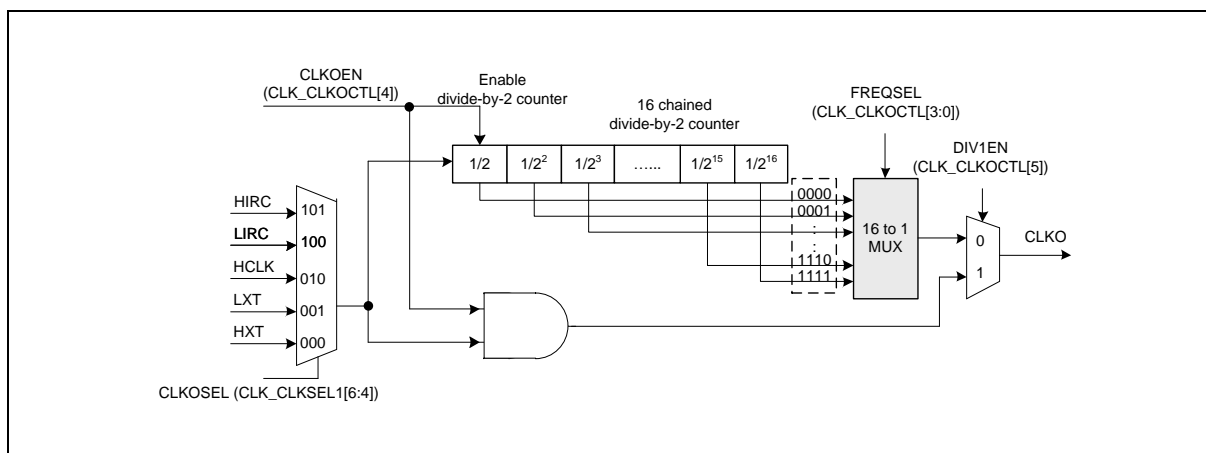 CLKOEN
(CLK_CLKOCTL[4])
Enable
divide-by-2 counter
16 chained
divide-by-2 counter
FREQSEL
(CLK_CLKOCTL[3:0])
DIV1EN
(CLK_CLKOCTL[5])
1/2
1/2²
1/2³
…...
1/2¹⁵
1/2¹⁶
0000
0001
:
:
1110
1111
16 to 1
MUX
0
1
CLKO
HIRC
101
LIRC
100
HCLK
010
LXT
001
HXT
000
CLKOSEL (CLK_CLKSEL1[6:4])